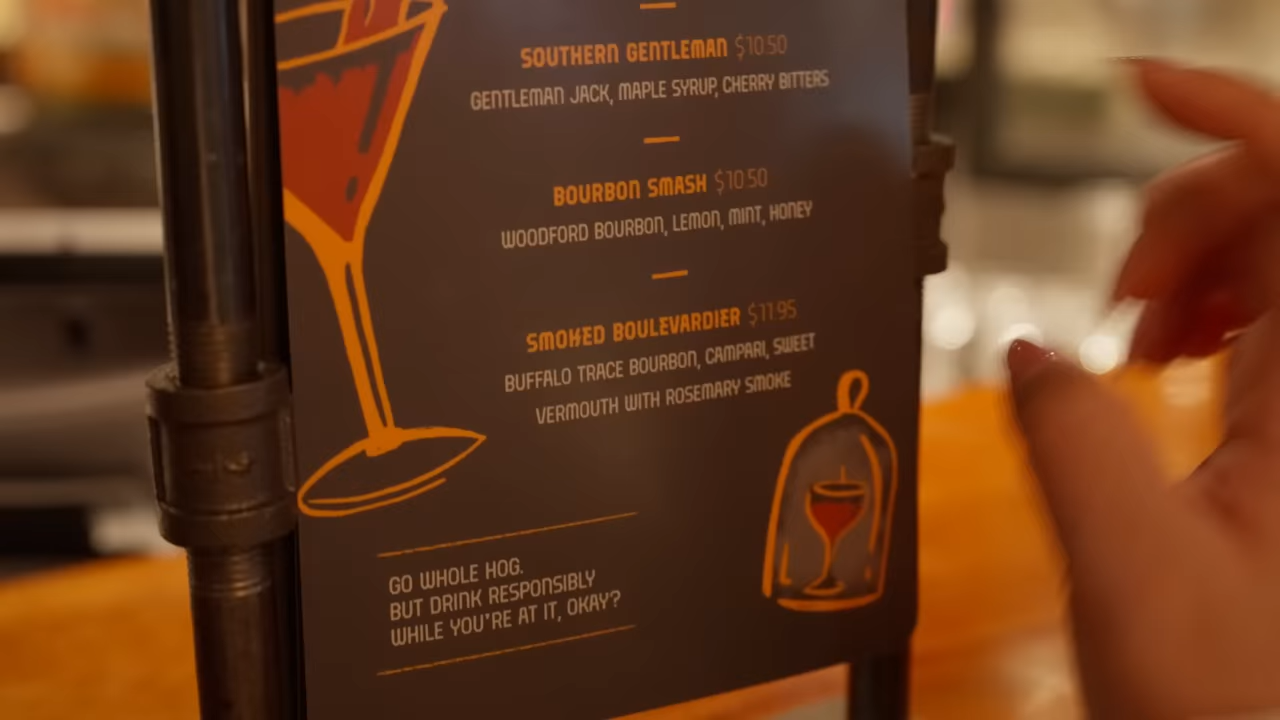 SOUTHERN GENTLEMAN $10.50
GENTLEMAN JACK, MAPLE SYRUP, CHERRY BITTERS
BOURBON SMASH $10.50
WOODFORD BOURBON, LEMON, MINT, HONEY
SMOKED BOULEVARDIER $11.95
BUFFALO TRACE BOURBON, CAMPARI, SWEET
VERMOUTH WITH ROSEMARY SMOKE
GO WHOLE HOG.
BUT DRINK RESPONSIBLY
WHILE YOU'RE AT IT, OKAY?